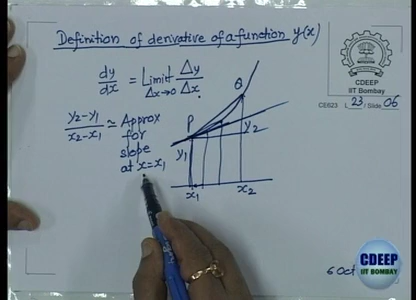 Definition of derivative of a function y(x)
dy/dx = Limit Δx→0 Δy/Δx.
y2-y1/x2-x1 ≃ Approx
for
slope
at x=x1
P
Q
y1
y2
x1
x2
CDEEP
IIT Bombay
CE623 L 23 / Slide 06
6 Oct
CDEEP
IIT BOMBAY